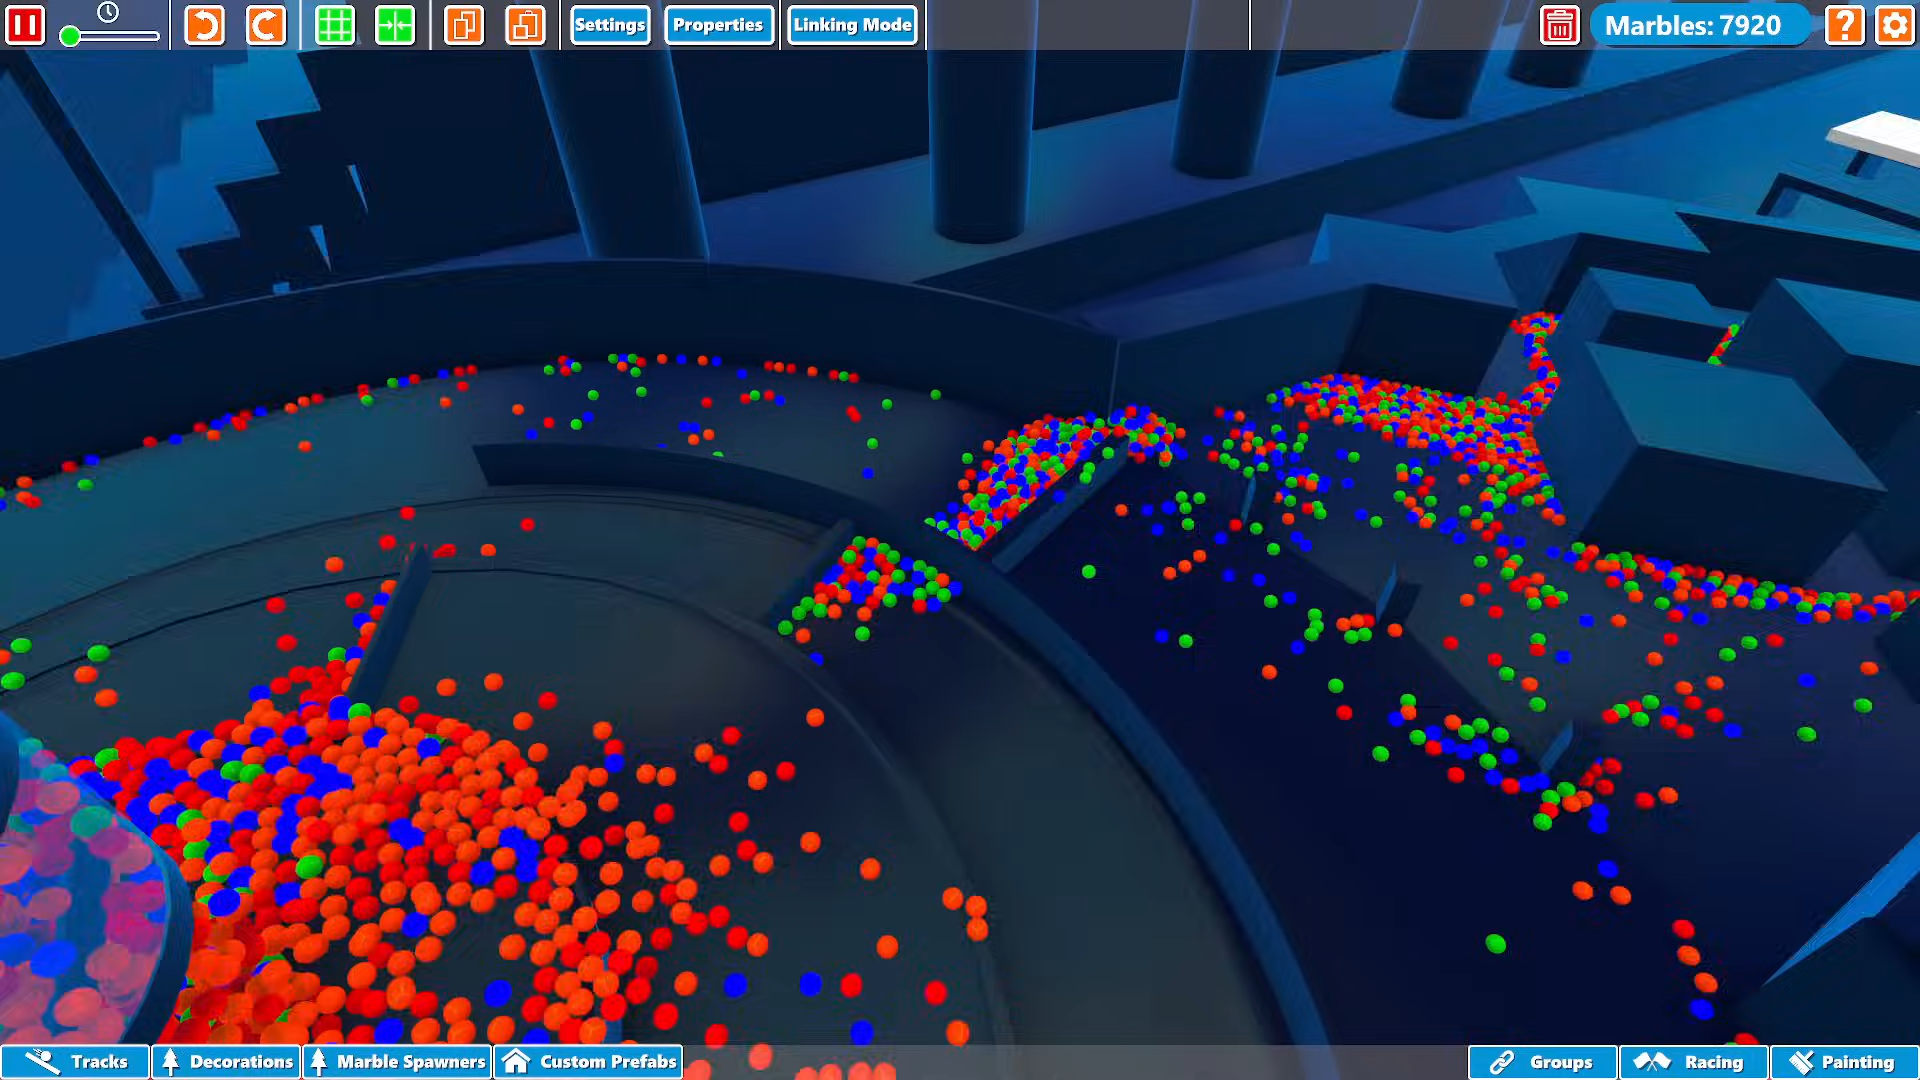 Settings
Properties
Linking Mode
Marbles: 7920
?
Tracks
Decorations
Marble Spawners
Custom Prefabs
Groups
Racing
Painting